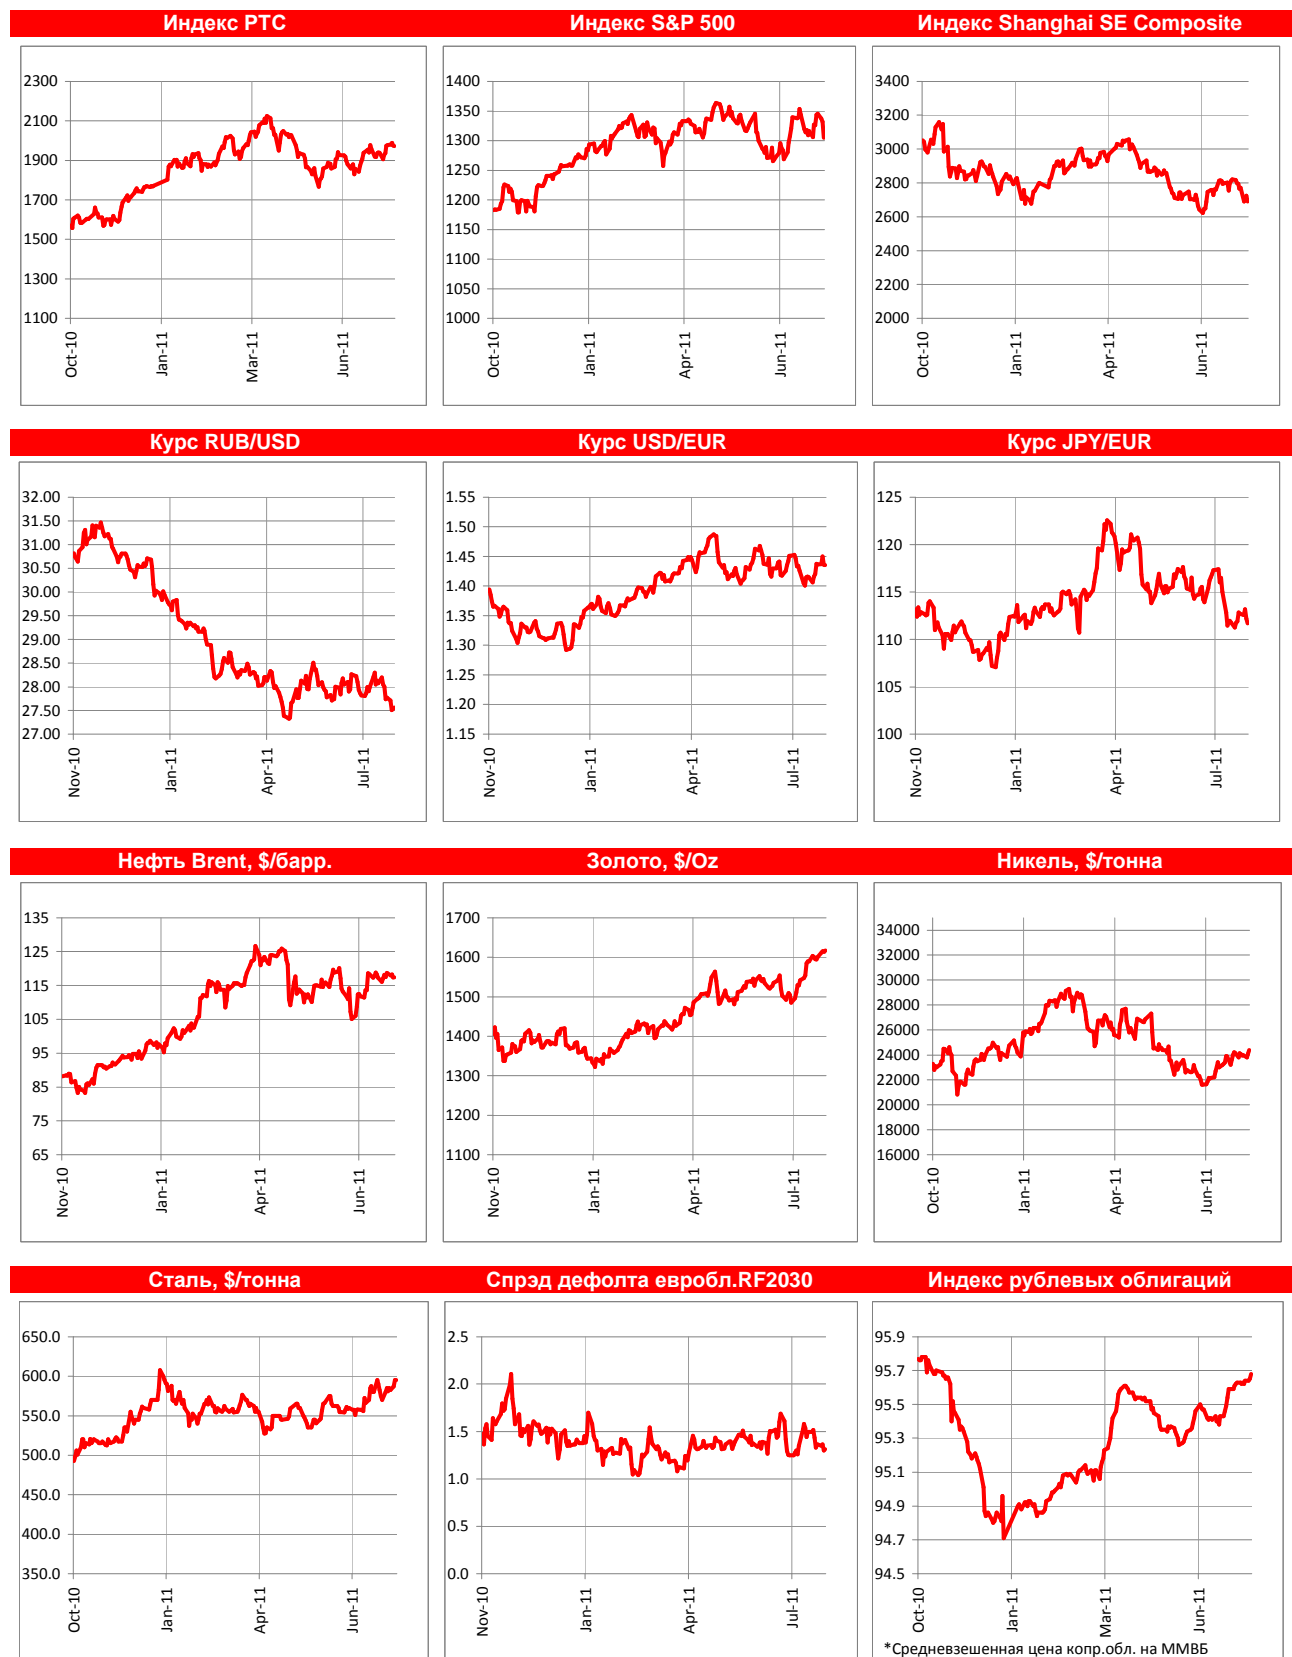 Индекс РТС
Индекс S&P 500
Индекс Shanghai SE Composite
2300
2100
1900
1700
1500
1300
1100
Oct-10
Jan-11
Mar-11
Jun-11
1400
1350
1300
1250
1200
1150
1100
1050
1000
Oct-10
Jan-11
Apr-11
Jun-11
3400
3200
3000
2800
2600
2400
2200
2000
Oct-10
Jan-11
Apr-11
Jun-11
Курс RUB/USD
Курс USD/EUR
Курс JPY/EUR
32.00
31.50
31.00
30.50
30.00
29.50
29.00
28.50
28.00
27.50
27.00
Nov-10
Jan-11
Apr-11
Jul-11
1.55
1.50
1.45
1.40
1.35
1.30
1.25
1.20
1.15
Nov-10
Jan-11
Apr-11
Jul-11
125
120
115
110
105
100
Nov-10
Jan-11
Apr-11
Jul-11
Нефть Brent, $/барр.
Золото, $/Oz
Никель, $/тонна
135
125
115
105
95
85
75
65
Nov-10
Jan-11
Apr-11
Jun-11
1700
1600
1500
1400
1300
1200
1100
Nov-10
Jan-11
Apr-11
Jul-11
34000
32000
30000
28000
26000
24000
22000
20000
18000
16000
Oct-10
Jan-11
Apr-11
Jun-11
Сталь, $/тонна
Спрэд дефолта евробл.RF2030
Индекс рублевых облигаций
650.0
600.0
550.0
500.0
450.0
400.0
350.0
Oct-10
Jan-11
Apr-11
Jun-11
2.5
2.0
1.5
1.0
0.5
0.0
Nov-10
Jan-11
Apr-11
Jul-11
95.9
95.7
95.5
95.3
95.1
94.9
94.7
94.5
Oct-10
Jan-11
Mar-11
Jun-11
*Средневзешенная цена копр.обл. на ММВБ